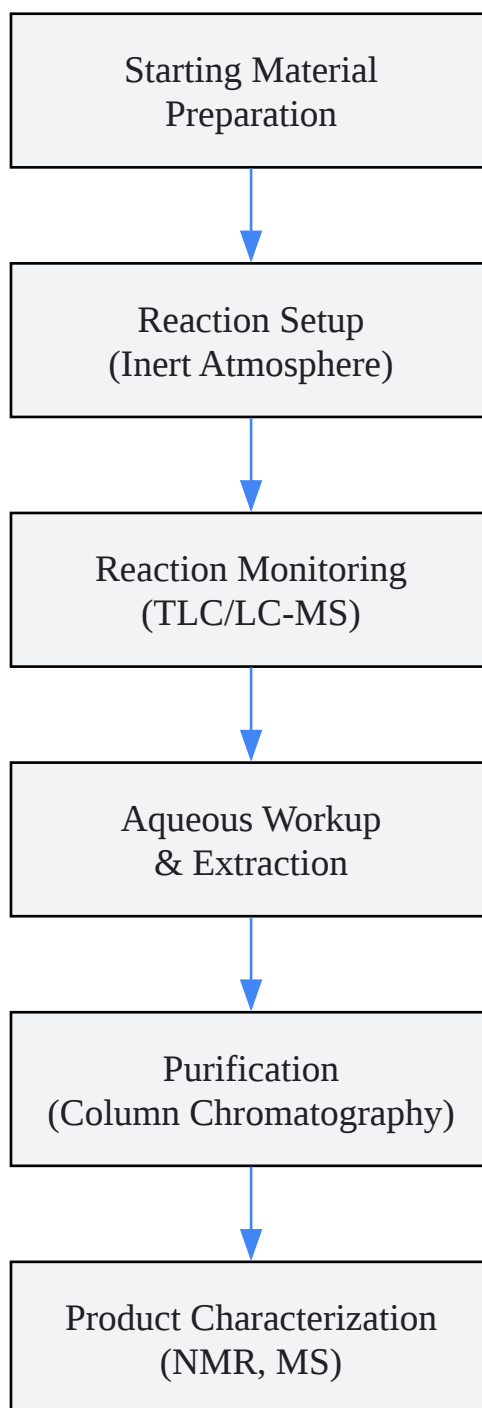 Starting Material
Preparation
Reaction Setup
(Inert Atmosphere)
Reaction Monitoring
(TLC/LC-MS)
Aqueous Workup
& Extraction
Purification
(Column Chromatography)
Product Characterization
(NMR, MS)